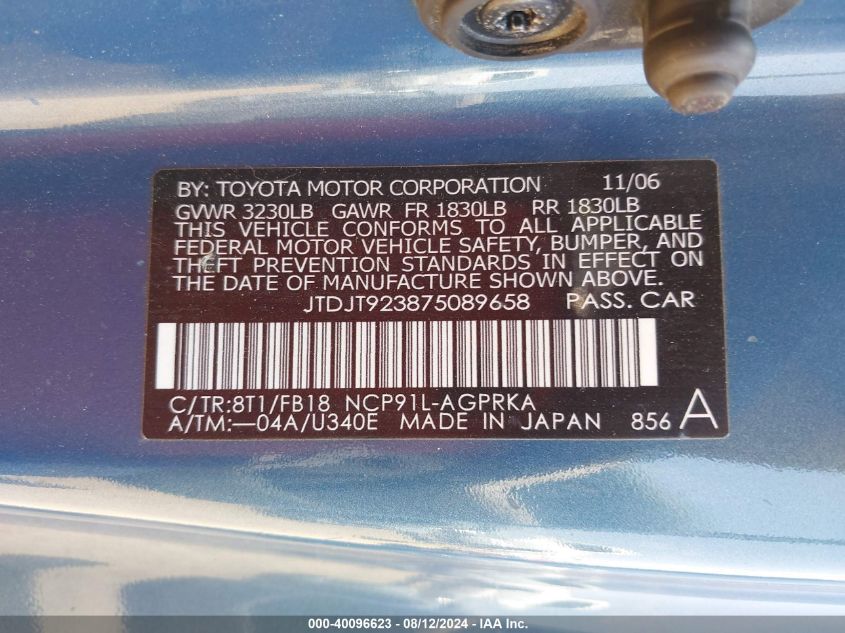 BY: TOYOTA MOTOR CORPORATION 11/06
GVWR 3230LB GAWR FR 1830LB RR 1830LB
THIS VEHICLE CONFORMS TO ALL APPLICABLE
FEDERAL MOTOR VEHICLE SAFETY, BUMPER, AND
THEFT PREVENTION STANDARDS IN EFFECT ON
THE DATE OF MANUFACTURE SHOWN ABOVE.
JTDJT923875089658 PASS. CAR
C/TR:8T1/FB18 NCP91L-AGPRKA
A/TM:—04A/U340E MADE IN JAPAN 856 A
000-40096623 - 08/12/2024 - IAA Inc.